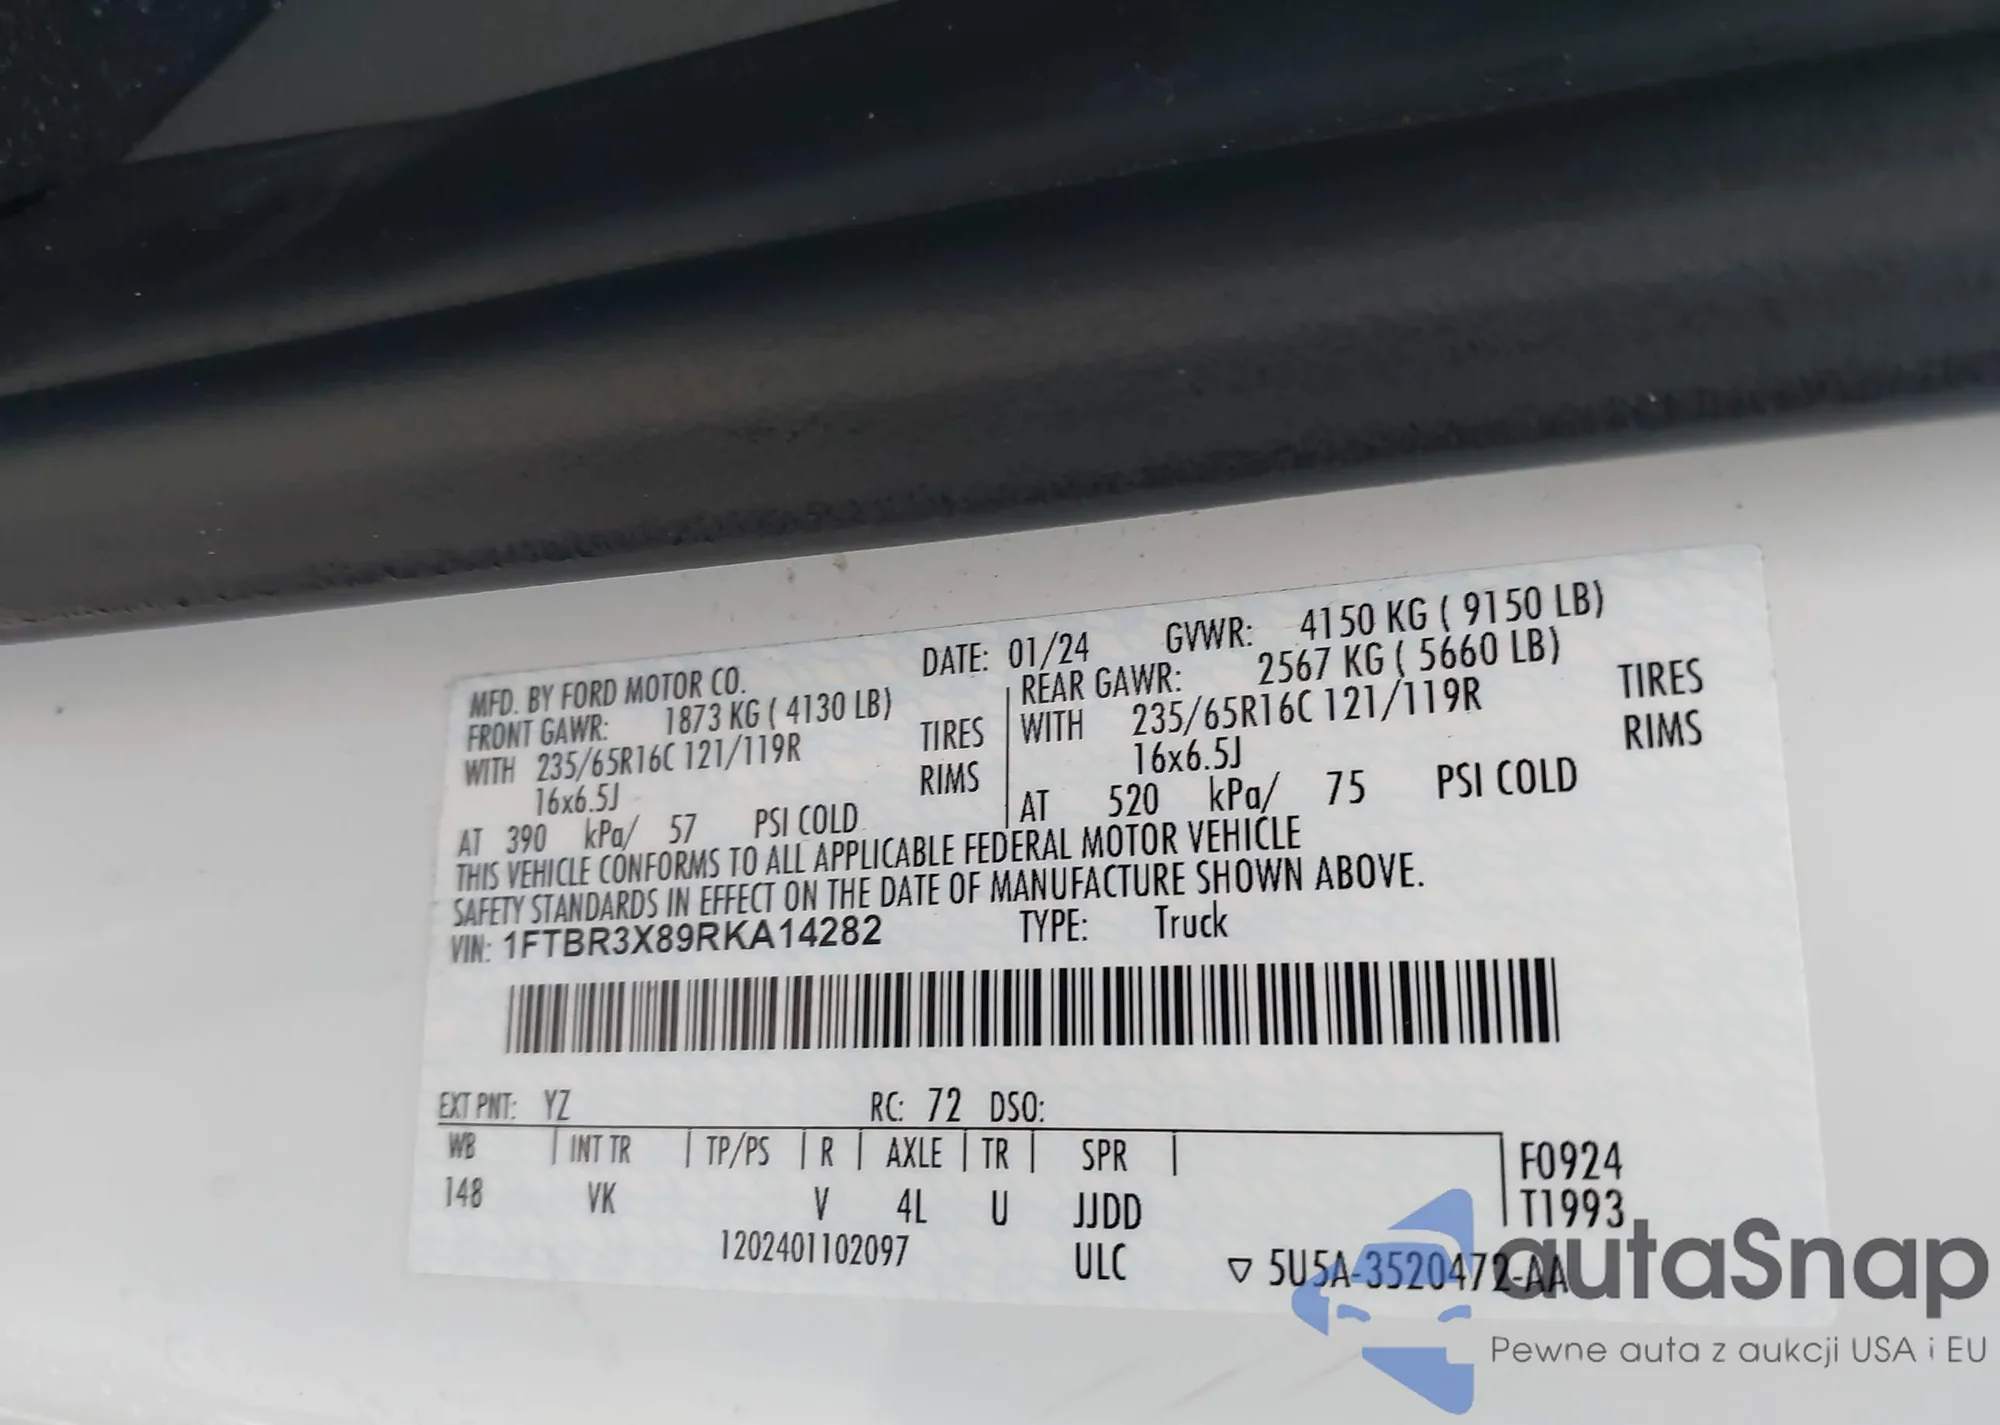 MFD. BY FORD MOTOR CO. DATE: 01/24 GVWR: 4150 KG ( 9150 LB)
FRONT GAWR: 1873 KG ( 4130 LB) REAR GAWR: 2567 KG ( 5660 LB)
WITH 235/65R16C 121/119R TIRES WITH 235/65R16C 121/119R TIRES
16x6.5J RIMS 16x6.5J RIMS
AT 390 kPa/ 57 PSI COLD AT 520 kPa/ 75 PSI COLD
THIS VEHICLE CONFORMS TO ALL APPLICABLE FEDERAL MOTOR VEHICLE
SAFETY STANDARDS IN EFFECT ON THE DATE OF MANUFACTURE SHOWN ABOVE.
VIN: 1FTBR3X89RKA14282 TYPE: Truck
EXT PNT: YZ RC: 72 DSO:
WB INT TR TP/PS R AXLE TR SPR F0924
148 VK V 4L U JJDD T1993
1202401102097 ULC ▽ 5U5A-3520472-AA
autaSnap
Pewne auta z aukcji USA i EU